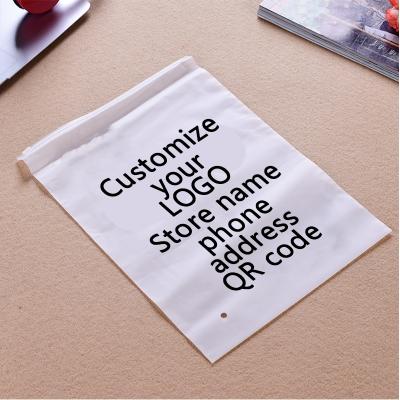 Customize
your
LOGO
Store name
phone
address
QR code